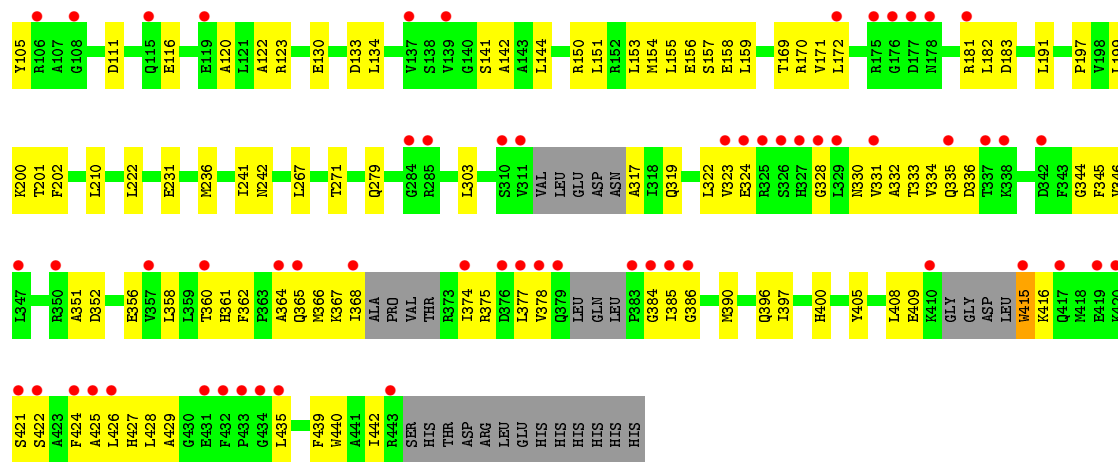 Y105 R106 A107 G108 D111 Q115 E116 E119 A120 L121 A122 R123 E130 D133 L134 V137 S138 V139 G140 S141 A142 A143 L144 R150 L151 R152 L153 M154 L155 E156 S157 E158 L159 T169 R170 V171 L172 R175 G176 D177 N178 R181 L182 D183 L191 P197 V198
K200 T201 F202 L210 L222 E231 M236 I241 N242 L267 T271 Q279 G284 R285 L303 S310 V311 VAL LEU GLU ASP ASN A317 I318 Q319 L322 V323 E324 R325 S326 H327 G328 L329 N330 V331 A332 T333 V334 Q335 D336 T337 K338 D342 F343 G344 F345
L347 R350 A351 D352 E356 V357 L358 L359 T360 H361 F362 P363 A364 Q365 M366 K367 I368 ALA PRO VAL THR R373 I374 R375 D376 L377 V378 Q379 LEU GLN LEU P383 G384 I385 G386 M390 Q396 I397 H400 Y405 L408 E409 K410 GLY GLY ASP LEU W415 K416 Q417 M418 E419
S421 S422 A423 F424 A425 L426 H427 L428 A429 G430 E431 F432 P433 G434 L435 F439 W440 A441 I442 R443 SER HIS THR ASP ARG LEU GLU HIS HIS HIS HIS HIS HIS